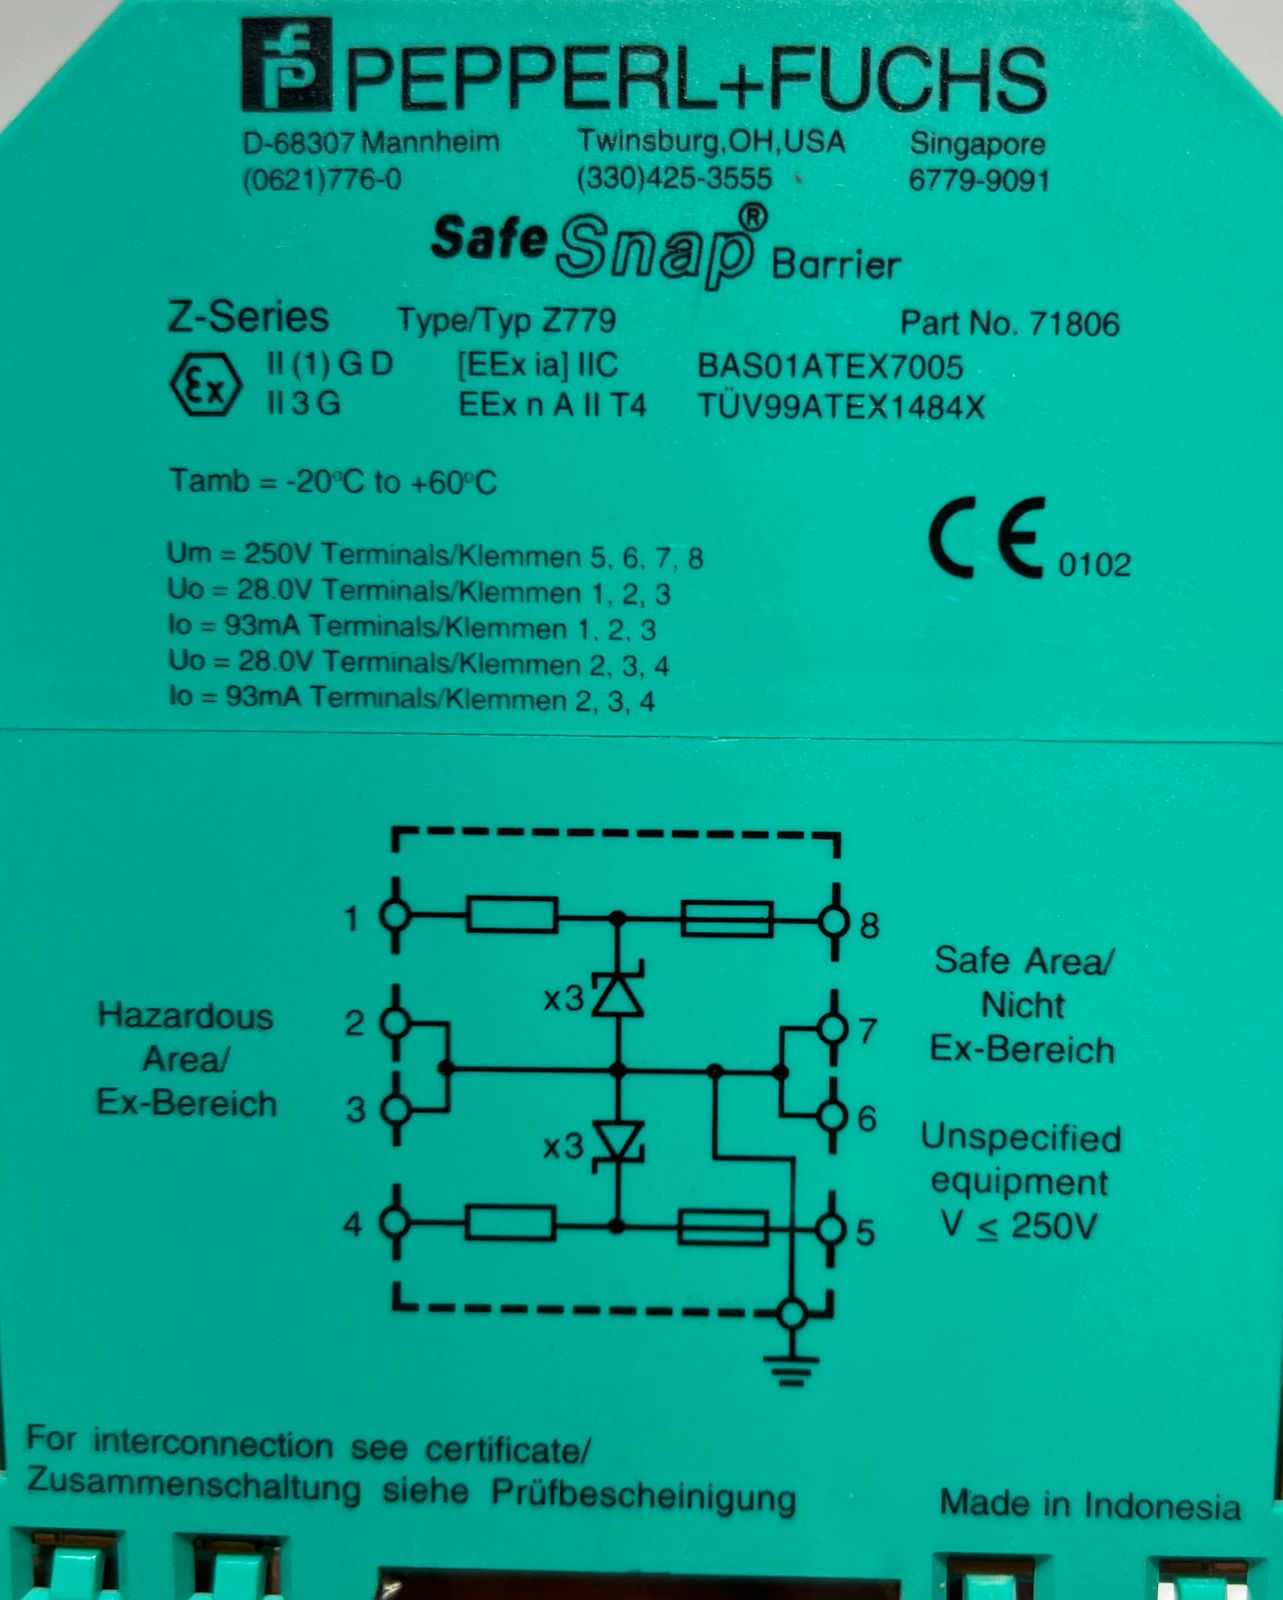 fp PEPPERL+FUCHS
D-68307 Mannheim Twinsburg,OH,USA Singapore
(0621)776-0 (330)425-3555 6779-9091
Safe Snap® Barrier
Z-Series Type/Typ Z779 Part No. 71806
Ex II (1) G D [EEx ia] IIC BAS01ATEX7005
II 3 G EEx n A II T4 TÜV99ATEX1484X
Tamb = -20°C to +60°C
CE 0102
Um = 250V Terminals/Klemmen 5, 6, 7, 8
Uo = 28.0V Terminals/Klemmen 1, 2, 3
Io = 93mA Terminals/Klemmen 1, 2, 3
Uo = 28.0V Terminals/Klemmen 2, 3, 4
Io = 93mA Terminals/Klemmen 2, 3, 4
Hazardous
Area/
Ex-Bereich
1
2
3
4
x3
x3
8
7
6
5
Safe Area/
Nicht
Ex-Bereich
Unspecified
equipment
V ≤ 250V
For interconnection see certificate/
Zusammenschaltung siehe Prüfbescheinigung
Made in Indonesia